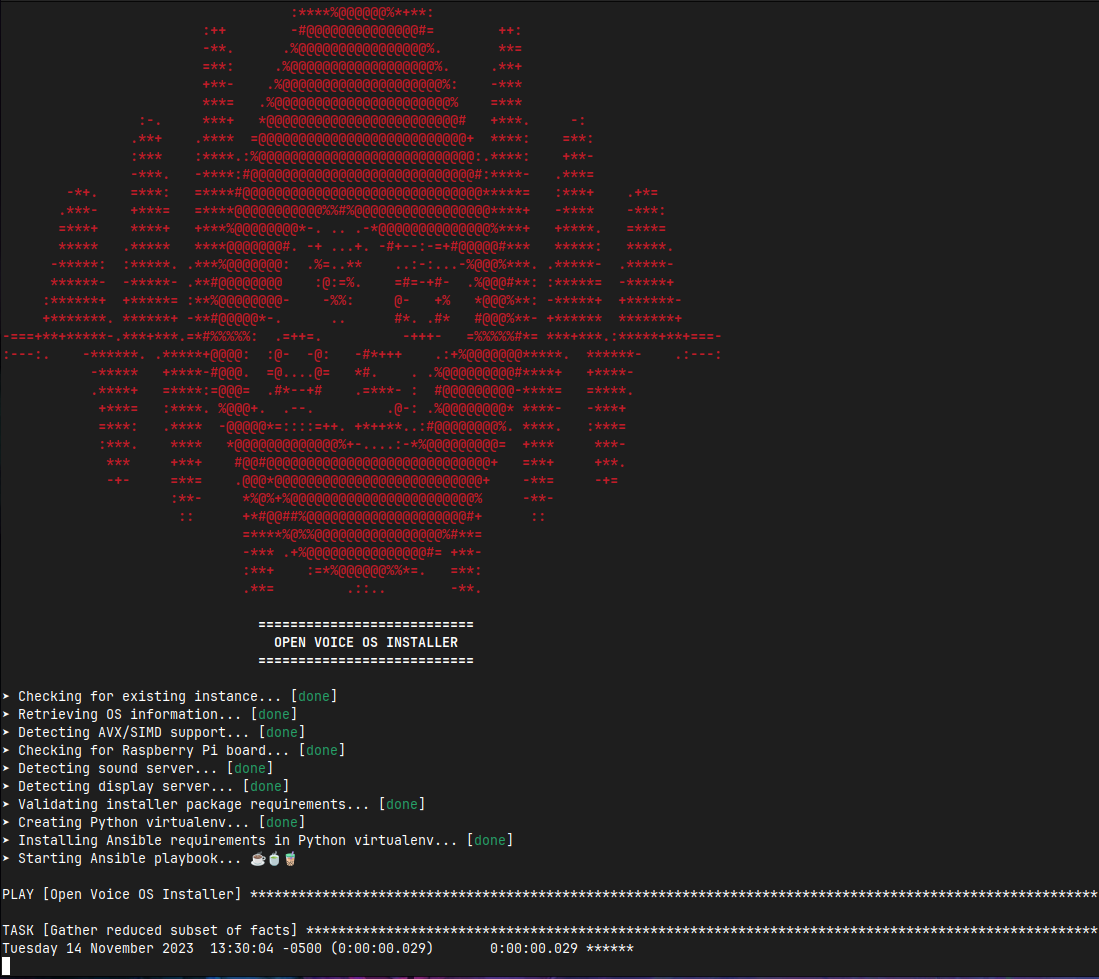 ===========================
OPEN VOICE OS INSTALLER
===========================
➤ Checking for existing instance... [done]
➤ Retrieving OS information... [done]
➤ Detecting AVX/SIMD support... [done]
➤ Checking for Raspberry Pi board... [done]
➤ Detecting sound server... [done]
➤ Detecting display server... [done]
➤ Validating installer package requirements... [done]
➤ Creating Python virtualenv... [done]
➤ Installing Ansible requirements in Python virtualenv... [done]
➤ Starting Ansible playbook... ☕🍵🧋
PLAY [Open Voice OS Installer] **********************************************************************************************************
TASK [Gather reduced subset of facts] ***************************************************************************************************
Tuesday 14 November 2023  13:30:04 -0500 (0:00:00.029)       0:00:00.029 ******